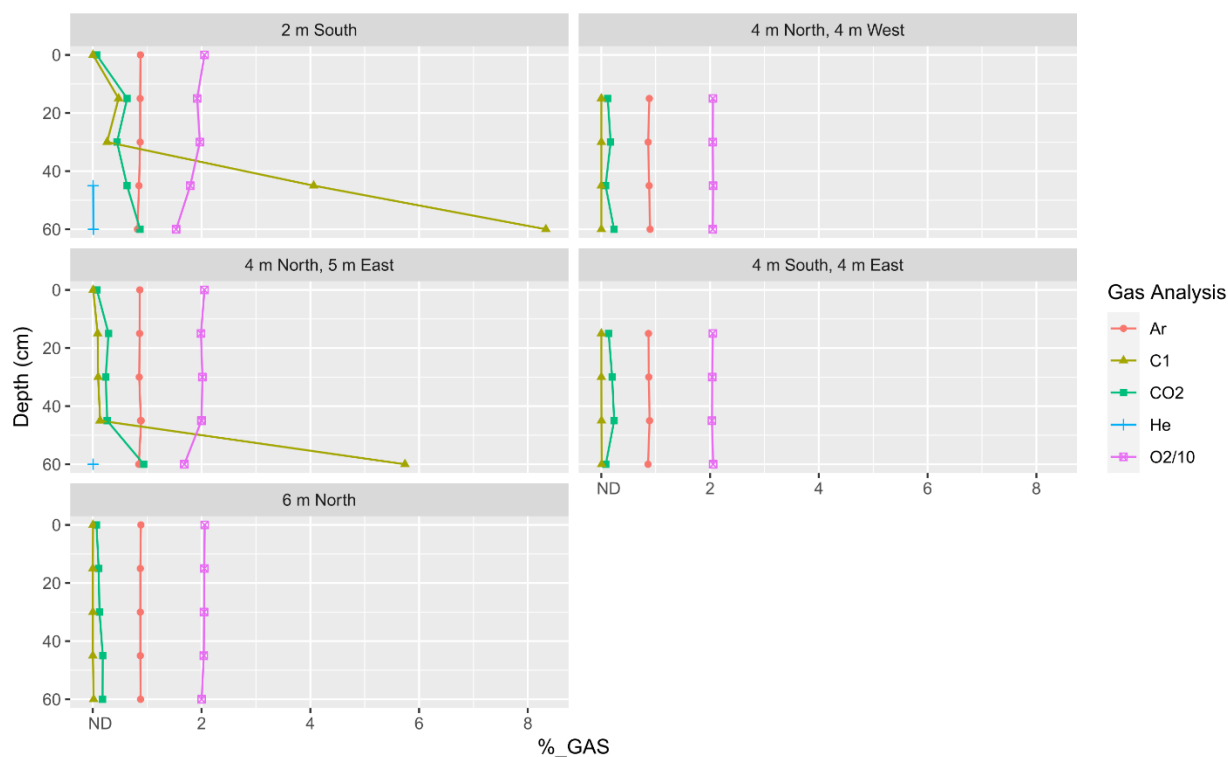 2 m South
4 m North, 4 m West
0
20
40
60
4 m North, 5 m East
4 m South, 4 m East
0
20
40
60
ND 2 4 6 8
6 m North
0
20
40
60
ND 2 4 6 8
%_GAS
Depth (cm)
Gas Analysis
Ar
C1
CO2
He
O2/10